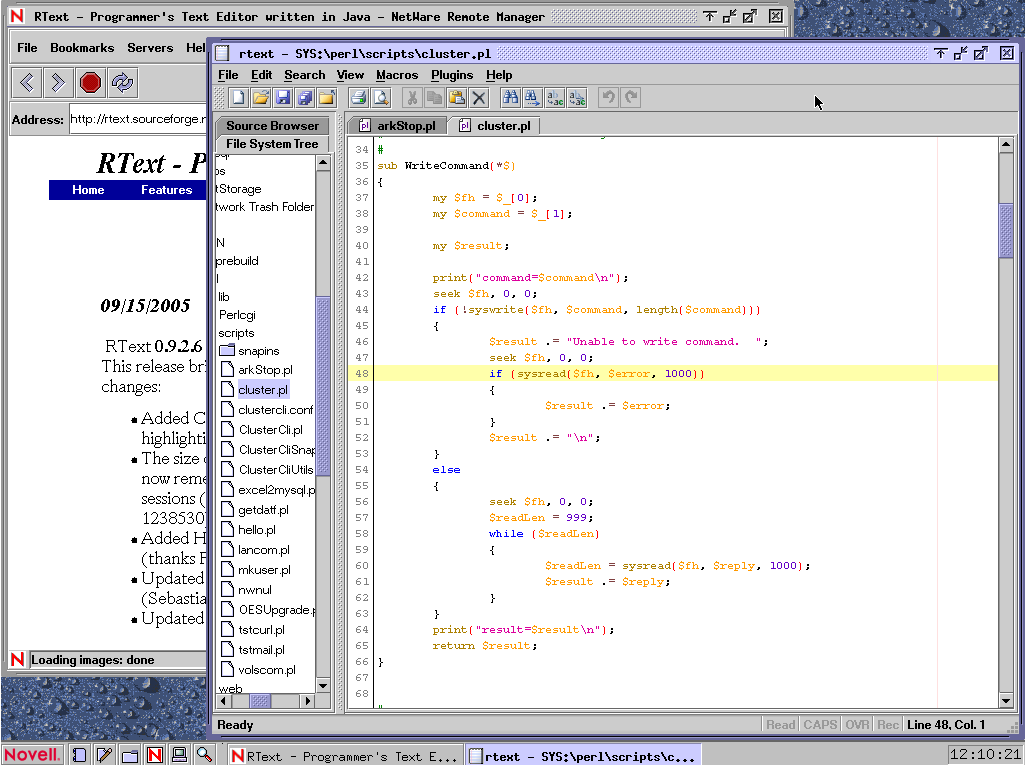 RText - Programmer's Text Editor written in Java - NetWare Remote Manager
File Bookmarks Servers Hel
Address: http://rtext.sourceforge.r
RText - P
Home Features
09/15/2005
RText 0.9.2.6
This release bri
changes:
Added C
highlighti
The size o
now reme
sessions (
1238530
Added H
(thanks F
Updated
(Sebastia
Updated
Loading images: done
rtext - SYS:\perl\scripts\cluster.pl
File Edit Search View Macros Plugins Help
Source Browser
File System Tree
tStorage
twork Trash Folder
N
prebuild
l
lib
Perlcgi
scripts
snapins
arkStop.pl
cluster.pl
clustercli.conf
ClusterCli.pl
ClusterCliSnap
ClusterCliUtils
excel2mysql.p
getdatf.pl
hello.pl
lancom.pl
mkuser.pl
nwnul
OESUpgrade.p
tstcurl.pl
tstmail.pl
volscom.pl
web
arkStop.pl cluster.pl
34 #
35 sub WriteCommand(*$)
36 {
37 my $fh = $_[0];
38 my $command = $_[1];
39
40 my $result;
41
42 print("command=$command\n");
43 seek $fh, 0, 0;
44 if (!syswrite($fh, $command, length($command)))
45 {
46 $result .= "Unable to write command.  ";
47 seek $fh, 0, 0;
48 if (sysread($fh, $error, 1000))
49 {
50 $result .= $error;
51 }
52 $result .= "\n";
53 }
54 else
55 {
56 seek $fh, 0, 0;
57 $readLen = 999;
58 while ($readLen)
59 {
60 $readLen = sysread($fh, $reply, 1000);
61 $result .= $reply;
62 }
63 }
64 print("result=$result\n");
65 return $result;
66 }
67
68
Ready Read CAPS OVR Rec Line 48, Col. 1
Novell. RText - Programmer's Text E... rtext - SYS:\perl\scripts\c... 12:10:21